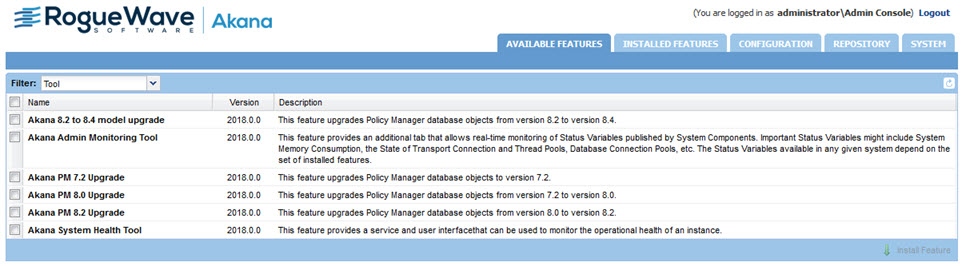 RogueWave SOFTWARE Akana
(You are logged in as administrator\Admin Console) Logout
AVAILABLE FEATURES INSTALLED FEATURES CONFIGURATION REPOSITORY SYSTEM
Filter: Tool
Name Version Description
Akana 8.2 to 8.4 model upgrade 2018.0.0 This feature upgrades Policy Manager database objects from version 8.2 to version 8.4.
Akana Admin Monitoring Tool 2018.0.0 This feature provides an additional tab that allows real-time monitoring of Status Variables published by System Components. Important Status Variables might include System
Memory Consumption, the State of Transport Connection and Thread Pools, Database Connection Pools, etc. The Status Variables available in any given system depend on the
set of installed features.
Akana PM 7.2 Upgrade 2018.0.0 This feature upgrades Policy Manager database objects to version 7.2.
Akana PM 8.0 Upgrade 2018.0.0 This feature upgrades Policy Manager database objects from version 7.2 to version 8.0.
Akana PM 8.2 Upgrade 2018.0.0 This feature upgrades Policy Manager database objects from version 8.0 to version 8.2.
Akana System Health Tool 2018.0.0 This feature provides a service and user interfacethat can be used to monitor the operational health of an instance.
Install Feature